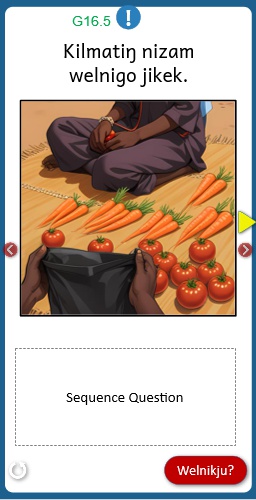 G16.5 !
Kilmatiŋ nizam
welnigo jikek.
Sequence Question
Welnikju?